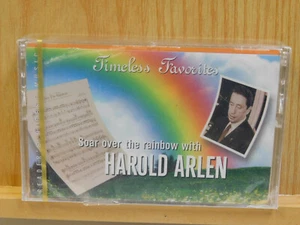 Timeless Favorites
Soar over the rainbow with
HAROLD ARLEN